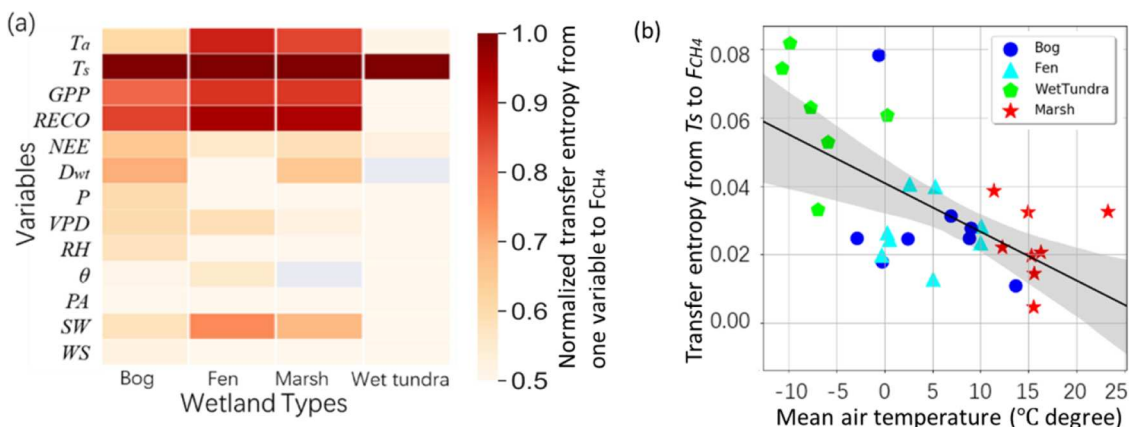 (a)
Ta
Ts
GPP
RECO
NEE
Dwt
P
VPD
RH
θ
PA
SW
WS
Variables
Bog Fen Marsh Wet tundra
Wetland Types
1.0
0.9
0.8
0.7
0.6
0.5
Normalized transfer entropy from
one variable to FCH4
(b)
Transfer entropy from Ts to FCH4
0.08
0.06
0.04
0.02
0.00
Bog
Fen
WetTundra
Marsh
-10 -5 0 5 10 15 20 25
Mean air temperature (°C degree)